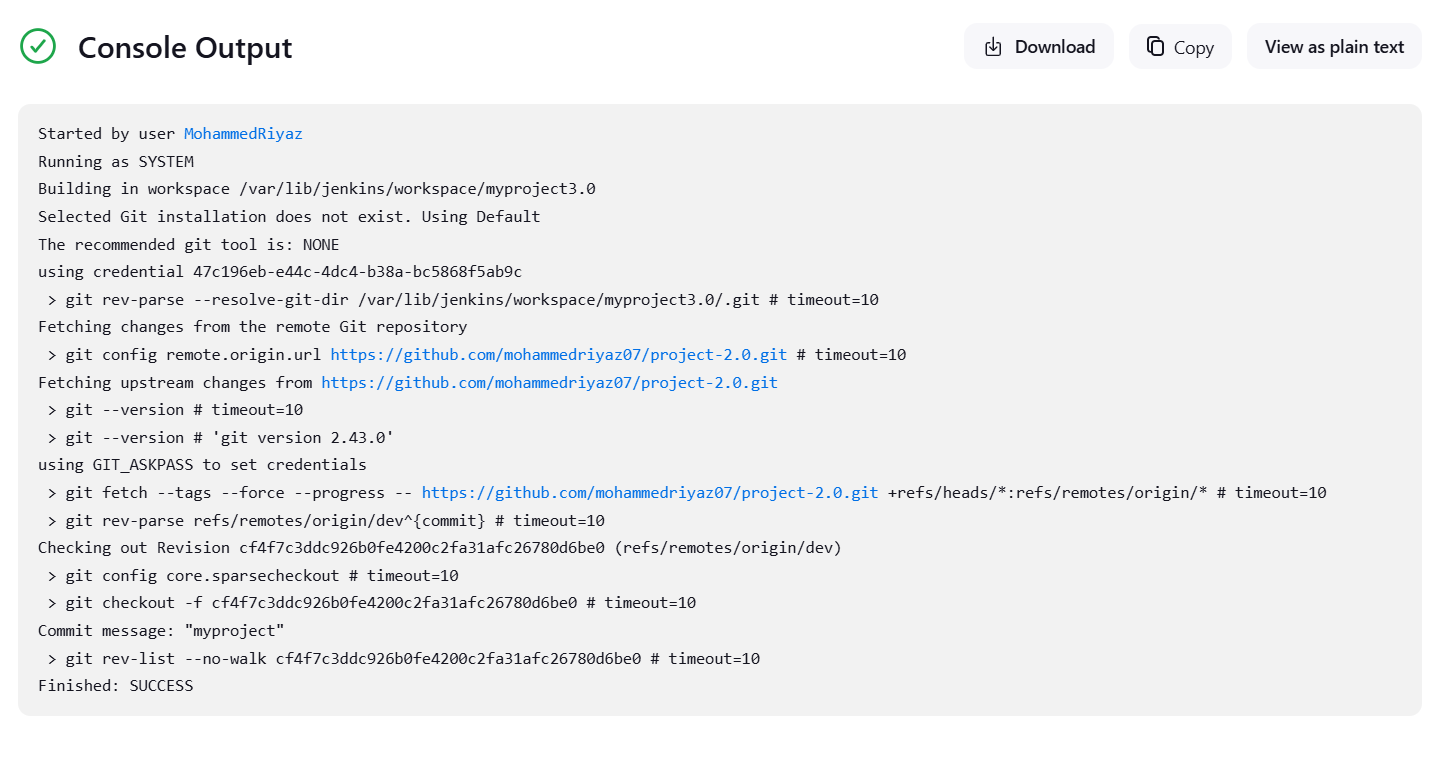 Console Output
Download
Copy
View as plain text
Started by user MohammedRiyaz
Running as SYSTEM
Building in workspace /var/lib/jenkins/workspace/myproject3.0
Selected Git installation does not exist. Using Default
The recommended git tool is: NONE
using credential 47c196eb-e44c-4dc4-b38a-bc5868f5ab9c
> git rev-parse --resolve-git-dir /var/lib/jenkins/workspace/myproject3.0/.git # timeout=10
Fetching changes from the remote Git repository
> git config remote.origin.url https://github.com/mohammedriyaz07/project-2.0.git # timeout=10
Fetching upstream changes from https://github.com/mohammedriyaz07/project-2.0.git
> git --version # timeout=10
> git --version # 'git version 2.43.0'
using GIT_ASKPASS to set credentials
> git fetch --tags --force --progress -- https://github.com/mohammedriyaz07/project-2.0.git +refs/heads/*:refs/remotes/origin/* # timeout=10
> git rev-parse refs/remotes/origin/dev^{commit} # timeout=10
Checking out Revision cf4f7c3ddc926b0fe4200c2fa31afc26780d6be0 (refs/remotes/origin/dev)
> git config core.sparsecheckout # timeout=10
> git checkout -f cf4f7c3ddc926b0fe4200c2fa31afc26780d6be0 # timeout=10
Commit message: "myproject"
> git rev-list --no-walk cf4f7c3ddc926b0fe4200c2fa31afc26780d6be0 # timeout=10
Finished: SUCCESS